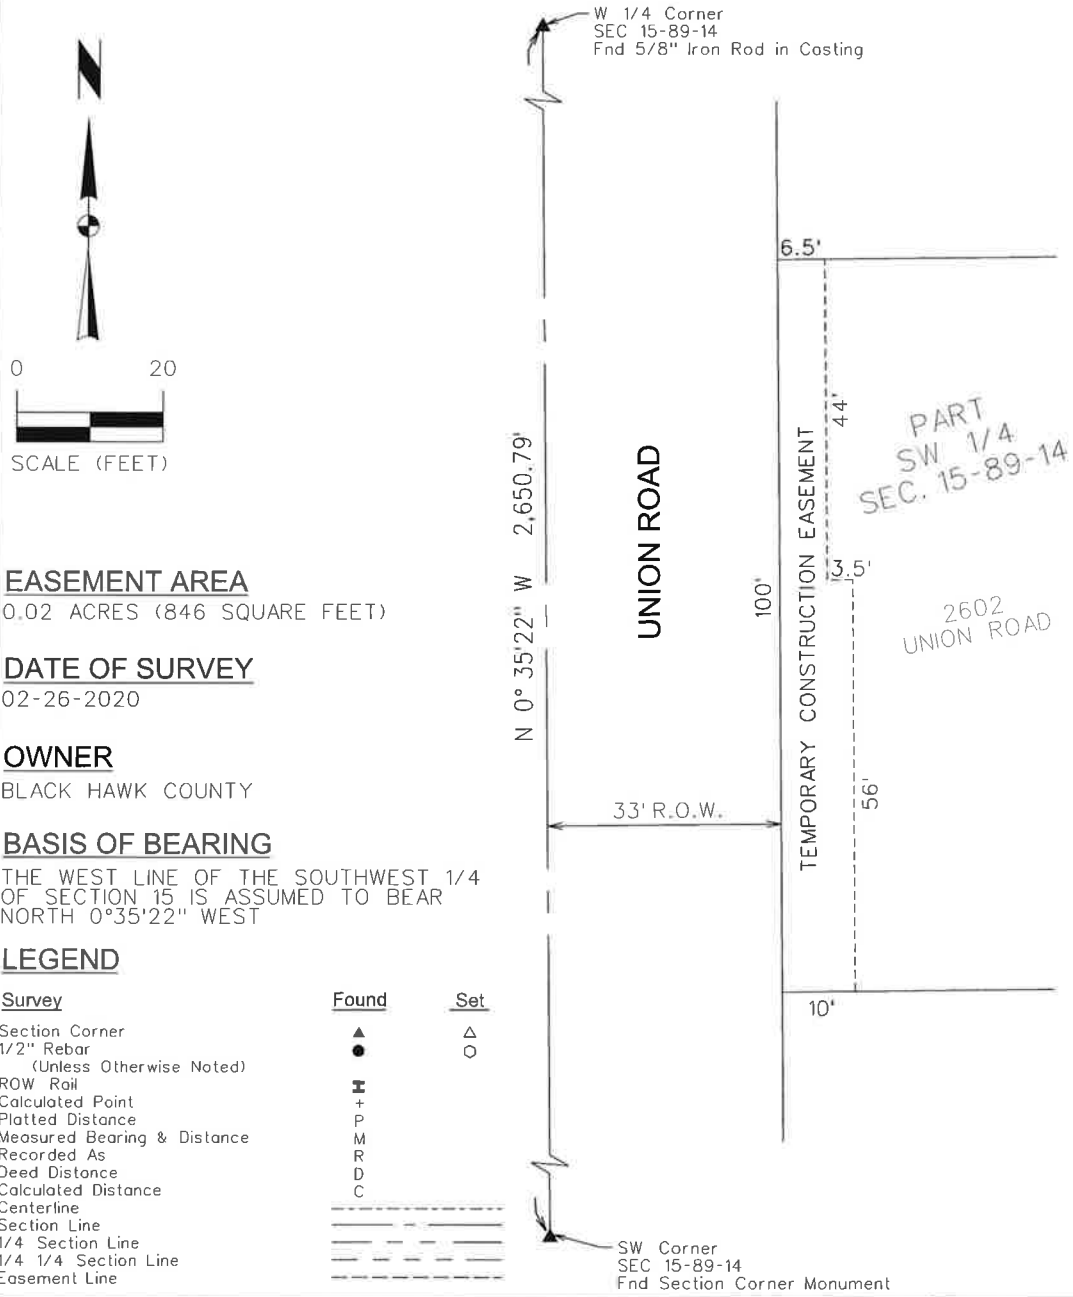 W 1/4 Corner
SEC 15-89-14
Fnd 5/8" Iron Rod in Casting
N
0 20
SCALE (FEET)
6.5'
44'
PART
SW 1/4
SEC. 15-89-14
N 0° 35'22" W 2,650.79'
UNION ROAD
100'
TEMPORARY CONSTRUCTION EASEMENT
3.5'
2602
UNION ROAD
56'
33' R.O.W.
10'
EASEMENT AREA
0.02 ACRES (846 SQUARE FEET)
DATE OF SURVEY
02-26-2020
OWNER
BLACK HAWK COUNTY
BASIS OF BEARING
THE WEST LINE OF THE SOUTHWEST 1/4
OF SECTION 15 IS ASSUMED TO BEAR
NORTH 0°35'22" WEST
LEGEND
Survey Found Set
Section Corner
1/2" Rebar
(Unless Otherwise Noted)
ROW Rail
Calculated Point +
Platted Distance P
Measured Bearing & Distance M
Recorded As R
Deed Distance D
Calculated Distance C
Centerline
Section Line
1/4 Section Line
1/4 1/4 Section Line
Easement Line
SW Corner
SEC 15-89-14
Fnd Section Corner Monument